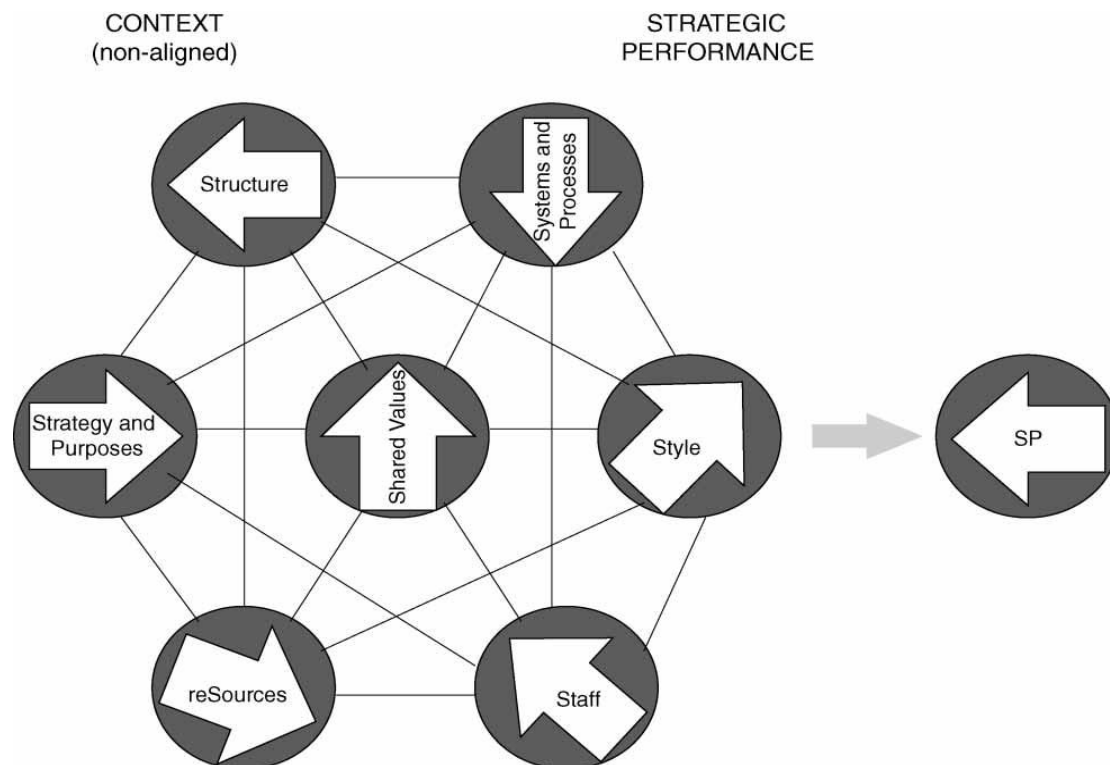 CONTEXT
(non-aligned)
STRATEGIC
PERFORMANCE
Structure
Systems and
Processes
Strategy and
Purposes
Shared Values
Style
SP
reSources
Staff